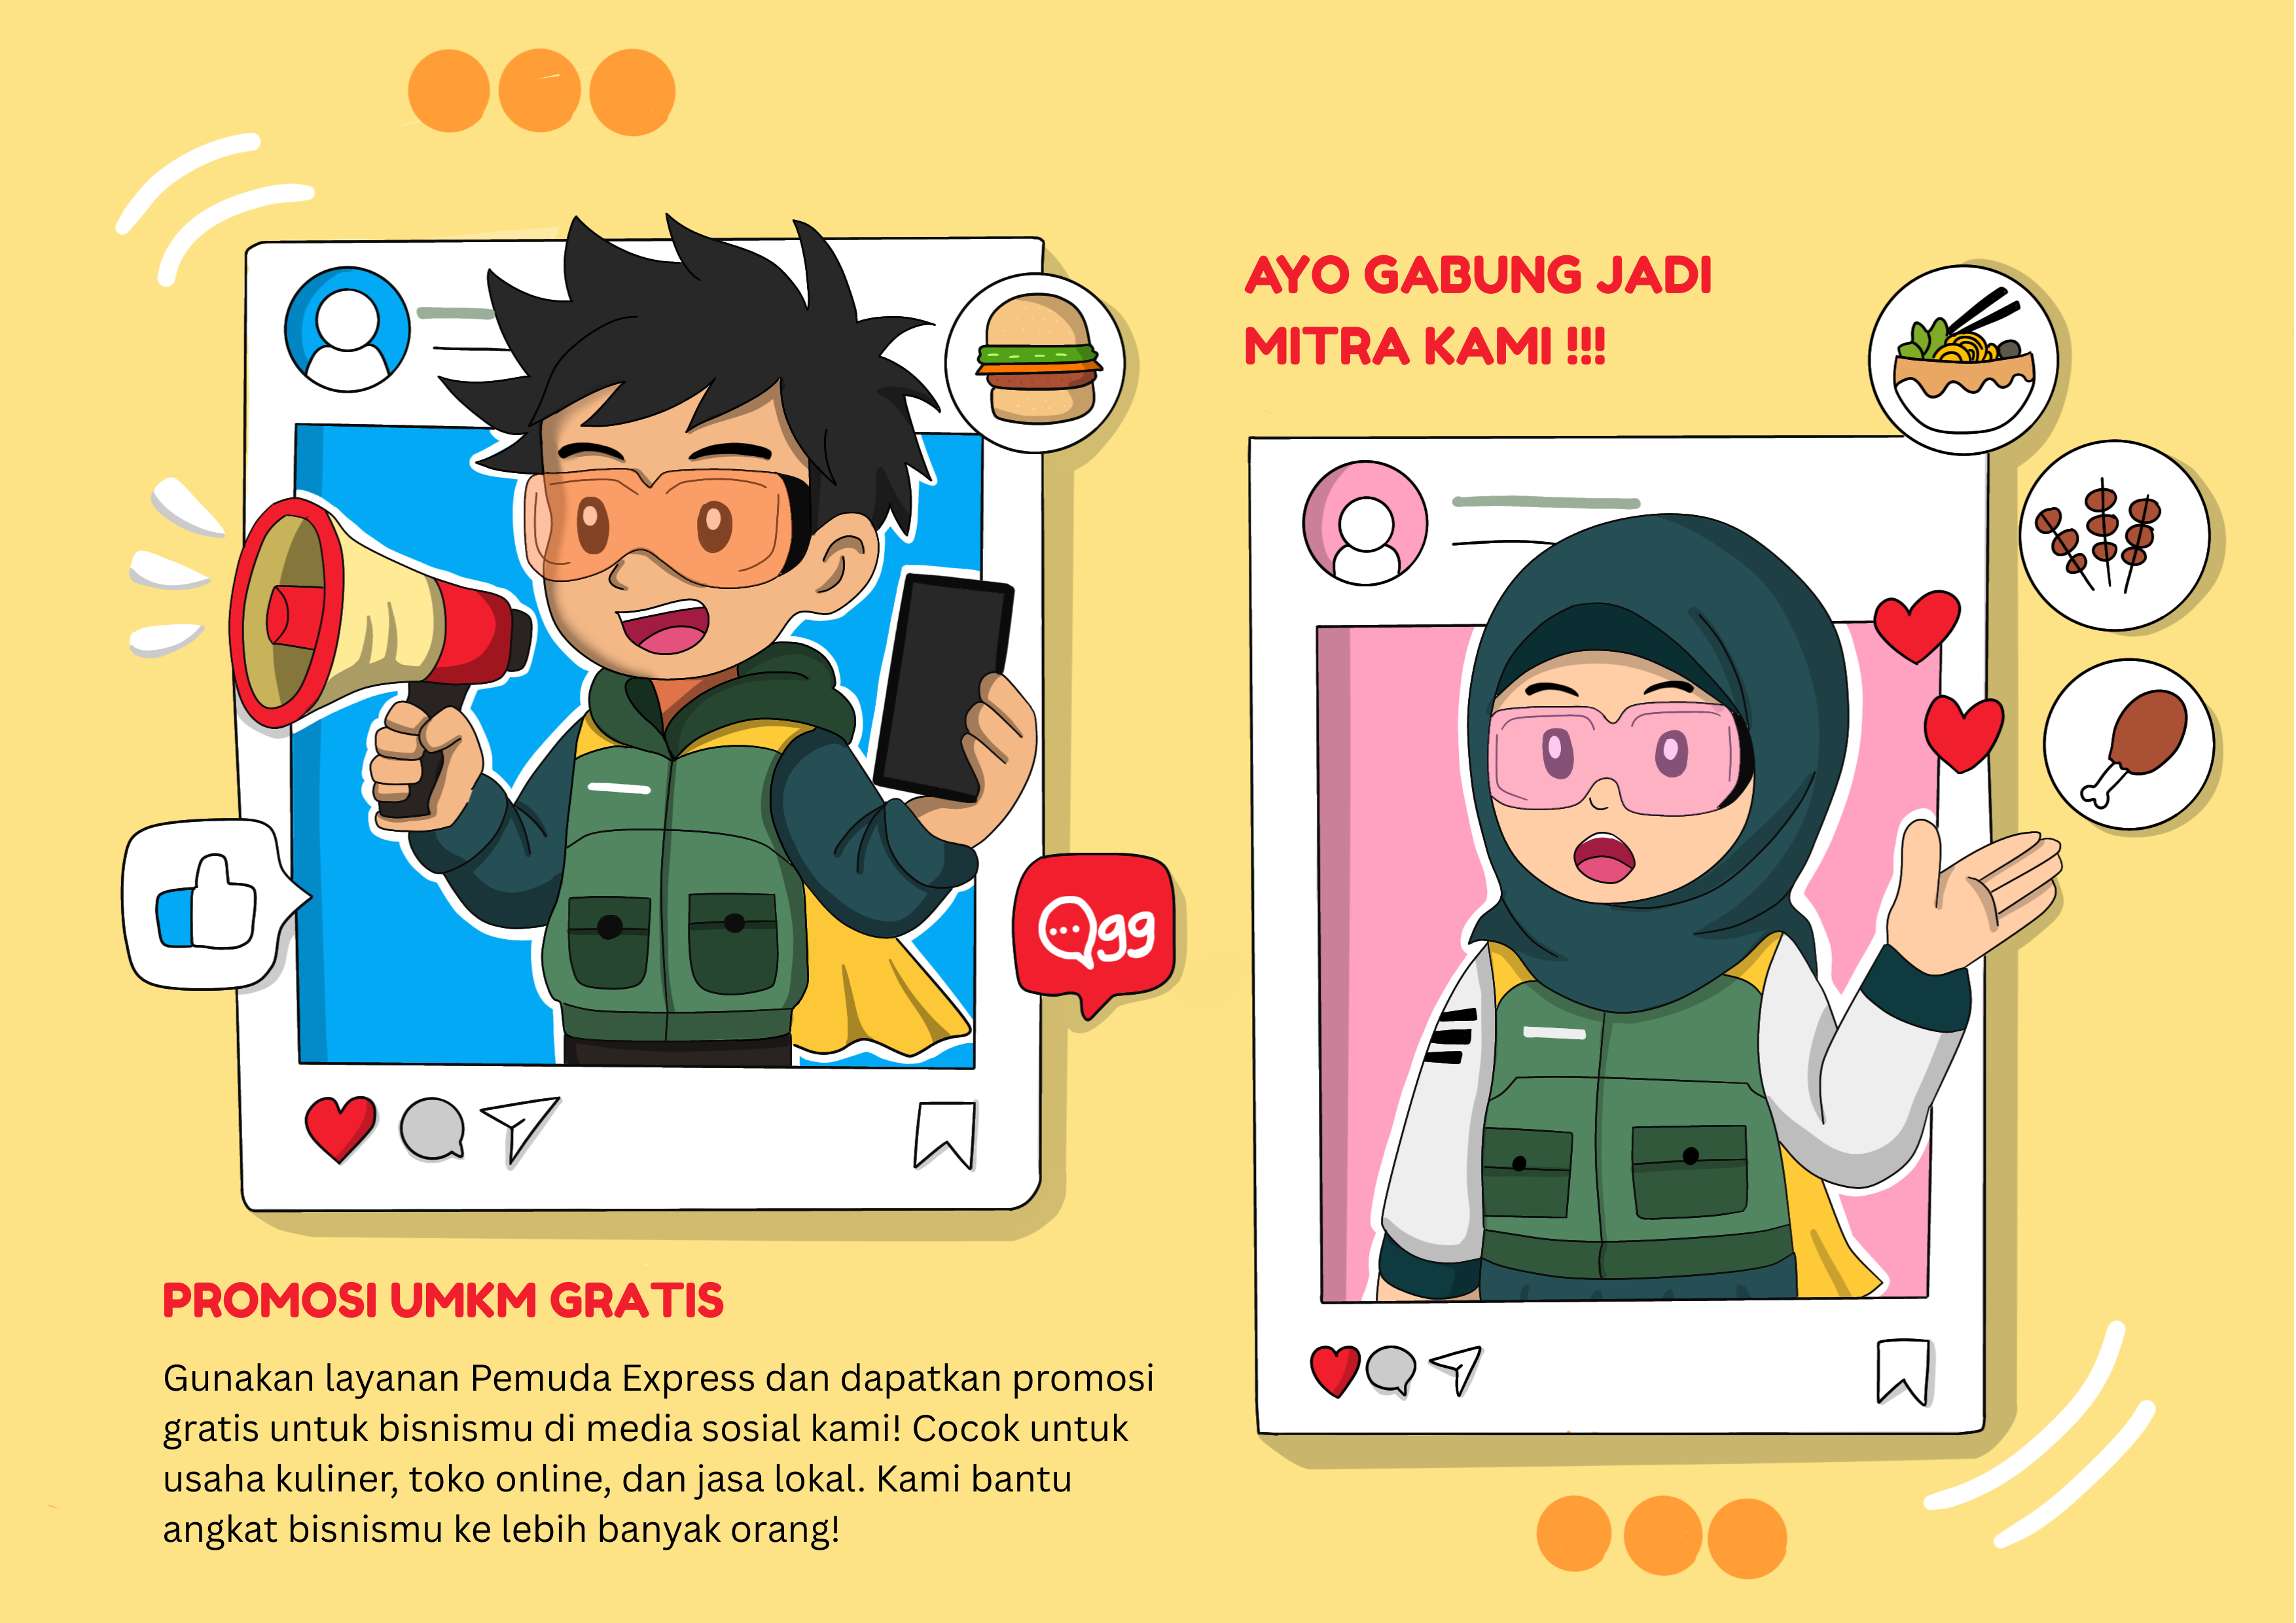 AYO GABUNG JADI
MITRA KAMI !!!
99
PROMOSI UMKM GRATIS
Gunakan layanan Pemuda Express dan dapatkan promosi
gratis untuk bisnismu di media sosial kami! Cocok untuk
usaha kuliner, toko online, dan jasa lokal. Kami bantu
angkat bisnismu ke lebih banyak orang!